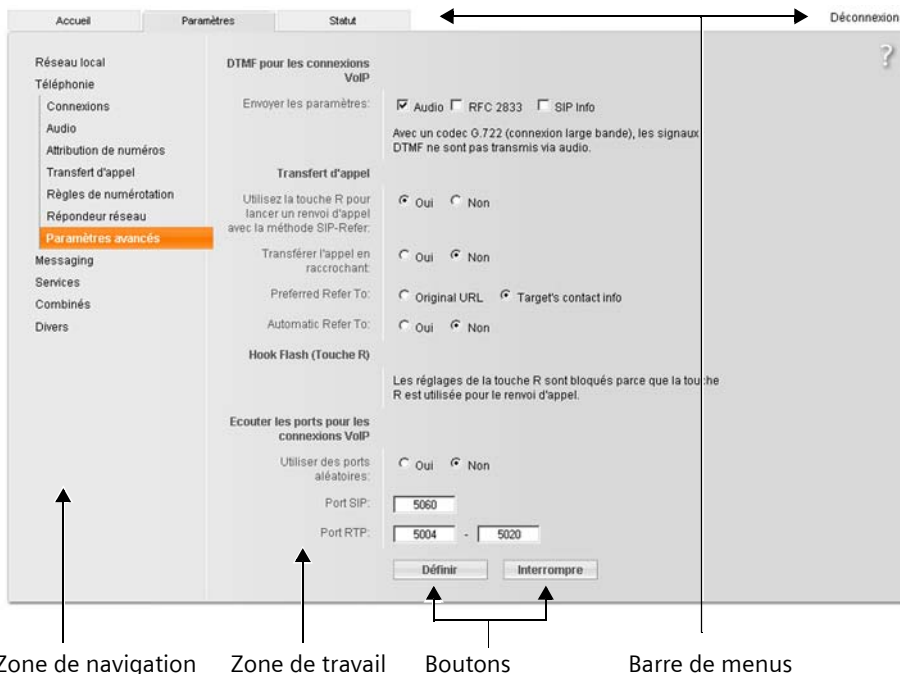 Accueil Paramètres Statut Déconnexion
?
Réseau local
Téléphonie
Connexions
Audio
Attribution de numéros
Transfert d'appel
Règles de numérotation
Répondeur réseau
Paramètres avancés
Messaging
Services
Combinés
Divers
DTMF pour les connexions
VoIP
Envoyer les paramètres: Audio RFC 2833 SIP Info
Avec un codec G.722 (connexion large bande), les signaux
DTMF ne sont pas transmis via audio.
Transfert d'appel
Utilisez la touche R pour
lancer un renvoi d'appel
avec la méthode SIP-Refer: Oui Non
Transférer l'appel en
raccrochant: Oui Non
Preferred Refer To: Original URL Target's contact info
Automatic Refer To: Oui Non
Hook Flash (Touche R)
Les réglages de la touche R sont bloqués parce que la touche
R est utilisée pour le renvoi d'appel.
Ecouter les ports pour les
connexions VoIP
Utiliser des ports
aléatoires: Oui Non
Port SIP: 5060
Port RTP: 5004 - 5020
Définir Interrompre
Zone de navigation Zone de travail Boutons Barre de menus